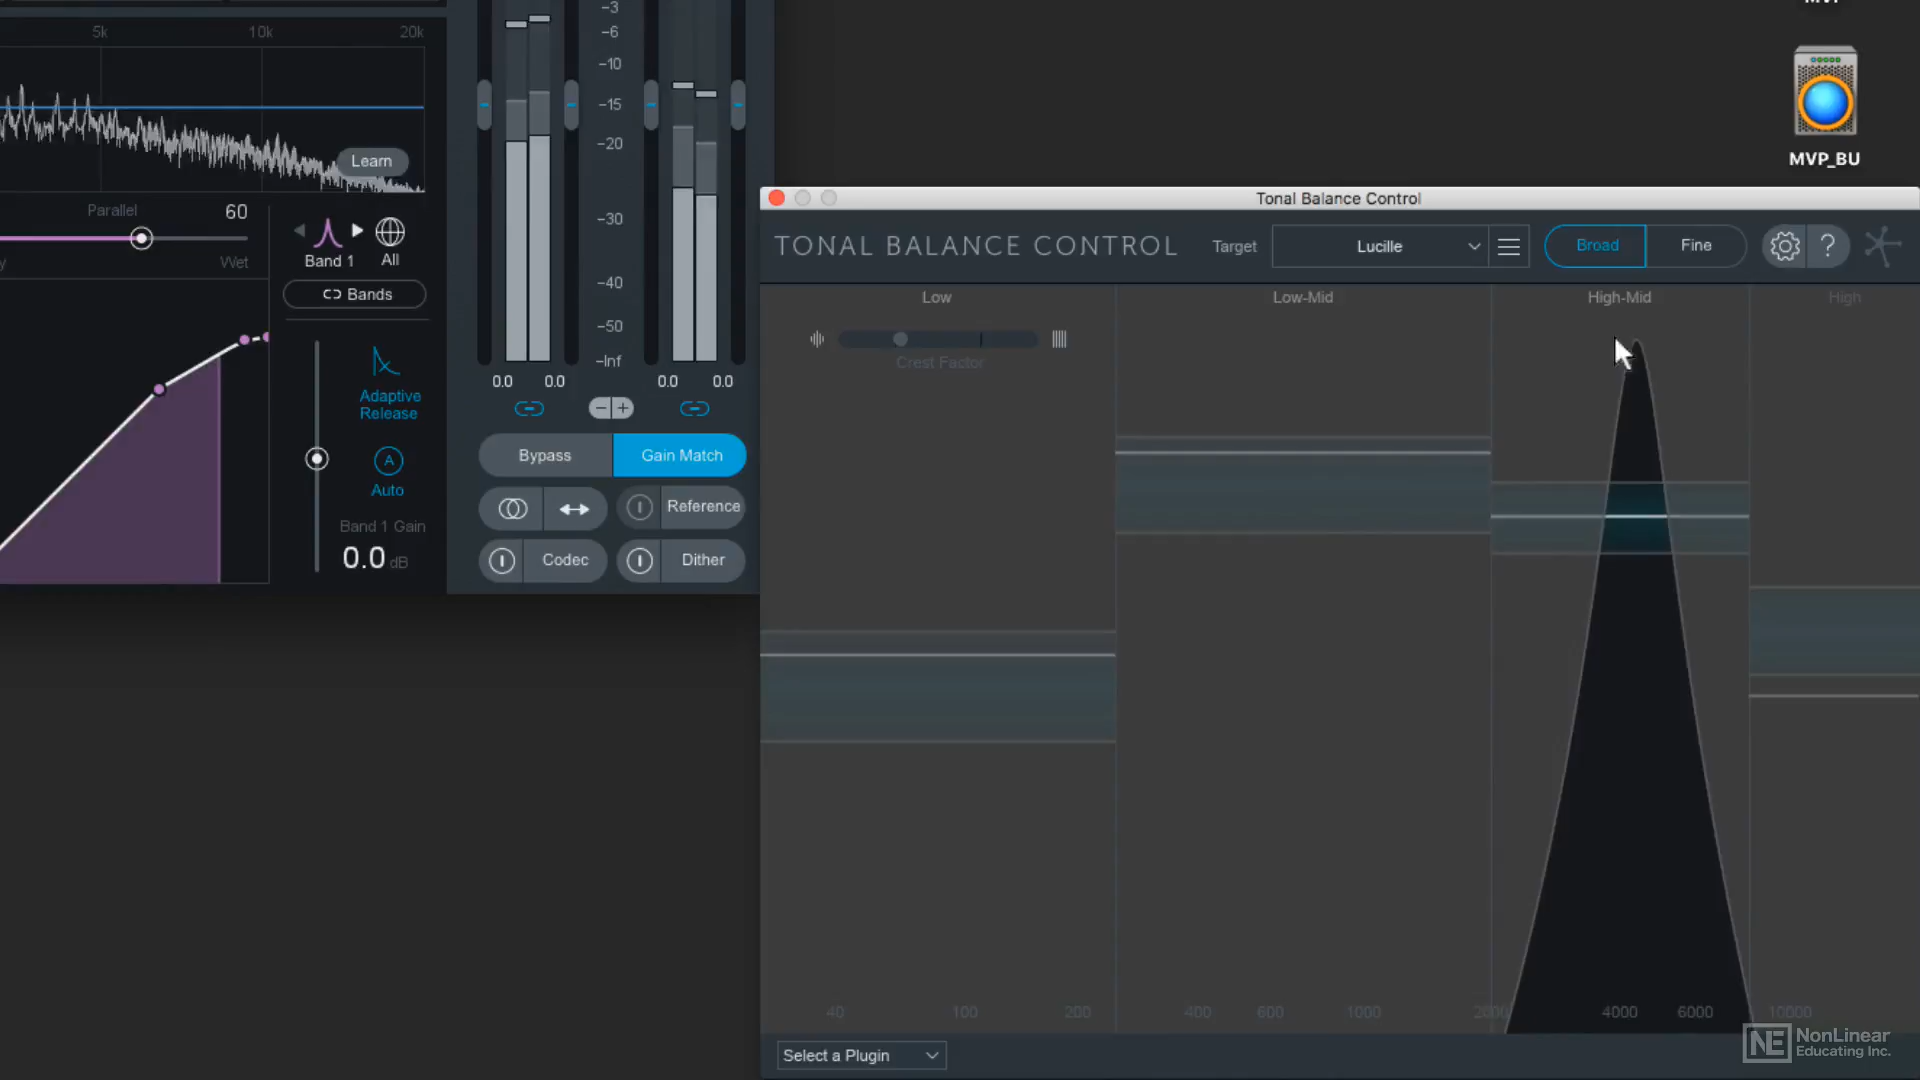 5k 10k 20k
Learn
Parallel 60
y Wet
Band 1 All
Bands
Adaptive
Release
A
Auto
Band 1 Gain
0.0 dB
-3
-6
-10
-15
-20
-30
-40
-50
-Inf
0.0 0.0 0.0 0.0
Bypass Gain Match
Reference
Codec Dither
MVP_BU
Tonal Balance Control
TONAL BALANCE CONTROL Target Lucille Broad Fine ?
Low Low-Mid High-Mid High
Crest Factor
40 100 200 400 600 1000 2000 4000 6000 10000
Select a Plugin
NE NonLinear
Educating Inc.